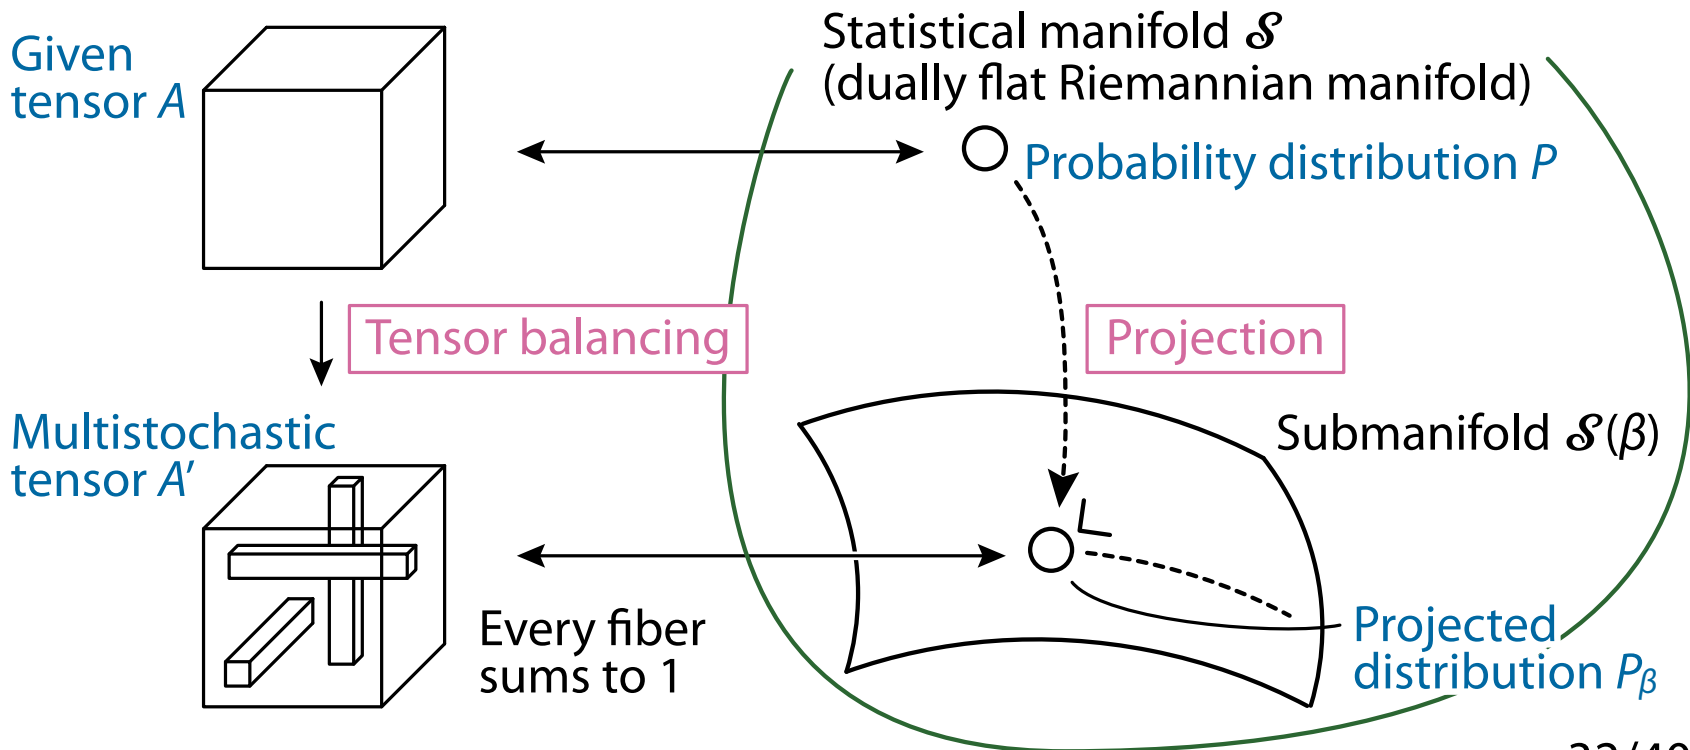 Given
tensor A
Statistical manifold 𝒮
(dually flat Riemannian manifold)
Probability distribution P
Tensor balancing
Projection
Multistochastic
tensor A′
Submanifold 𝒮(β)
Every fiber
sums to 1
Projected
distribution Pβ